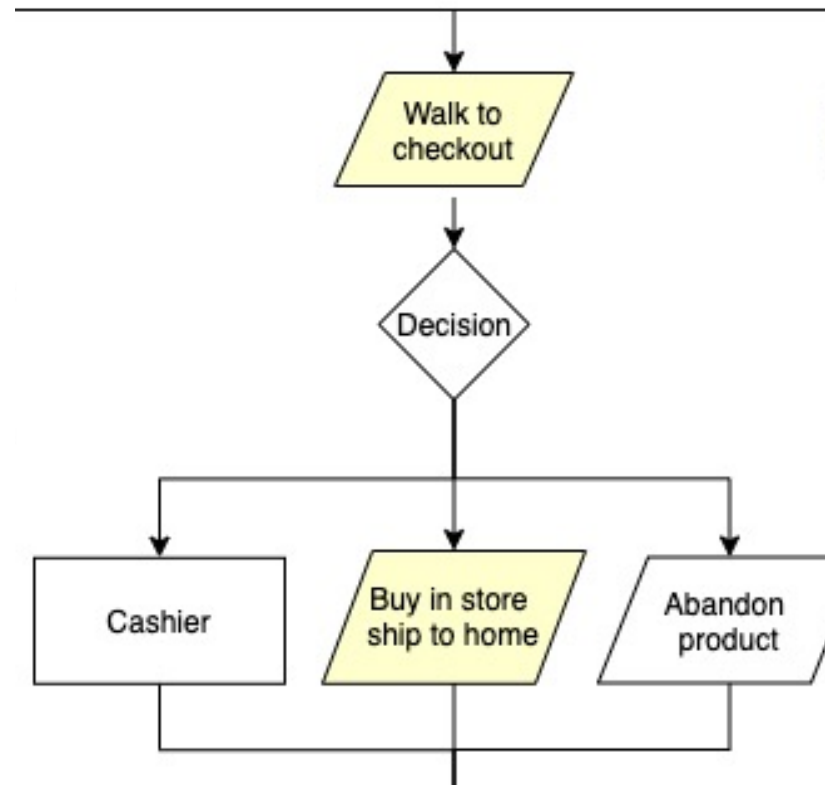 Walk to
checkout
Decision
Cashier
Buy in store
ship to home
Abandon
product